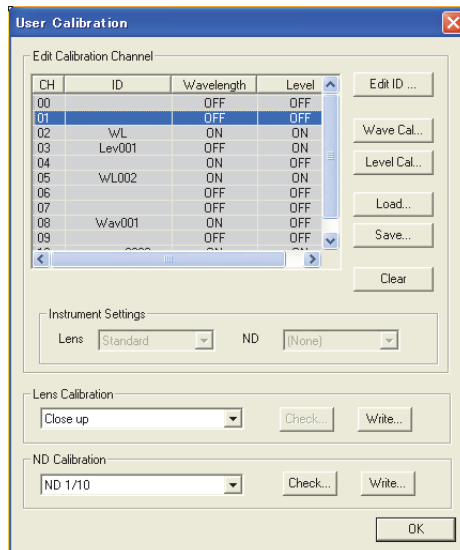 User Calibration
Edit Calibration Channel
CH ID Wavelength Level
00 OFF OFF
01 OFF OFF
02 WL ON ON
03 Lev001 OFF ON
04 ON ON
05 WL002 ON ON
06 OFF OFF
07 OFF OFF
08 Wav001 ON OFF
09 OFF OFF
Edit ID ...
Wave Cal...
Level Cal...
Load...
Save...
Clear
Instrument Settings
Lens Standard ND (None)
Lens Calibration
Close up Check... Write...
ND Calibration
ND 1/10 Check... Write...
OK